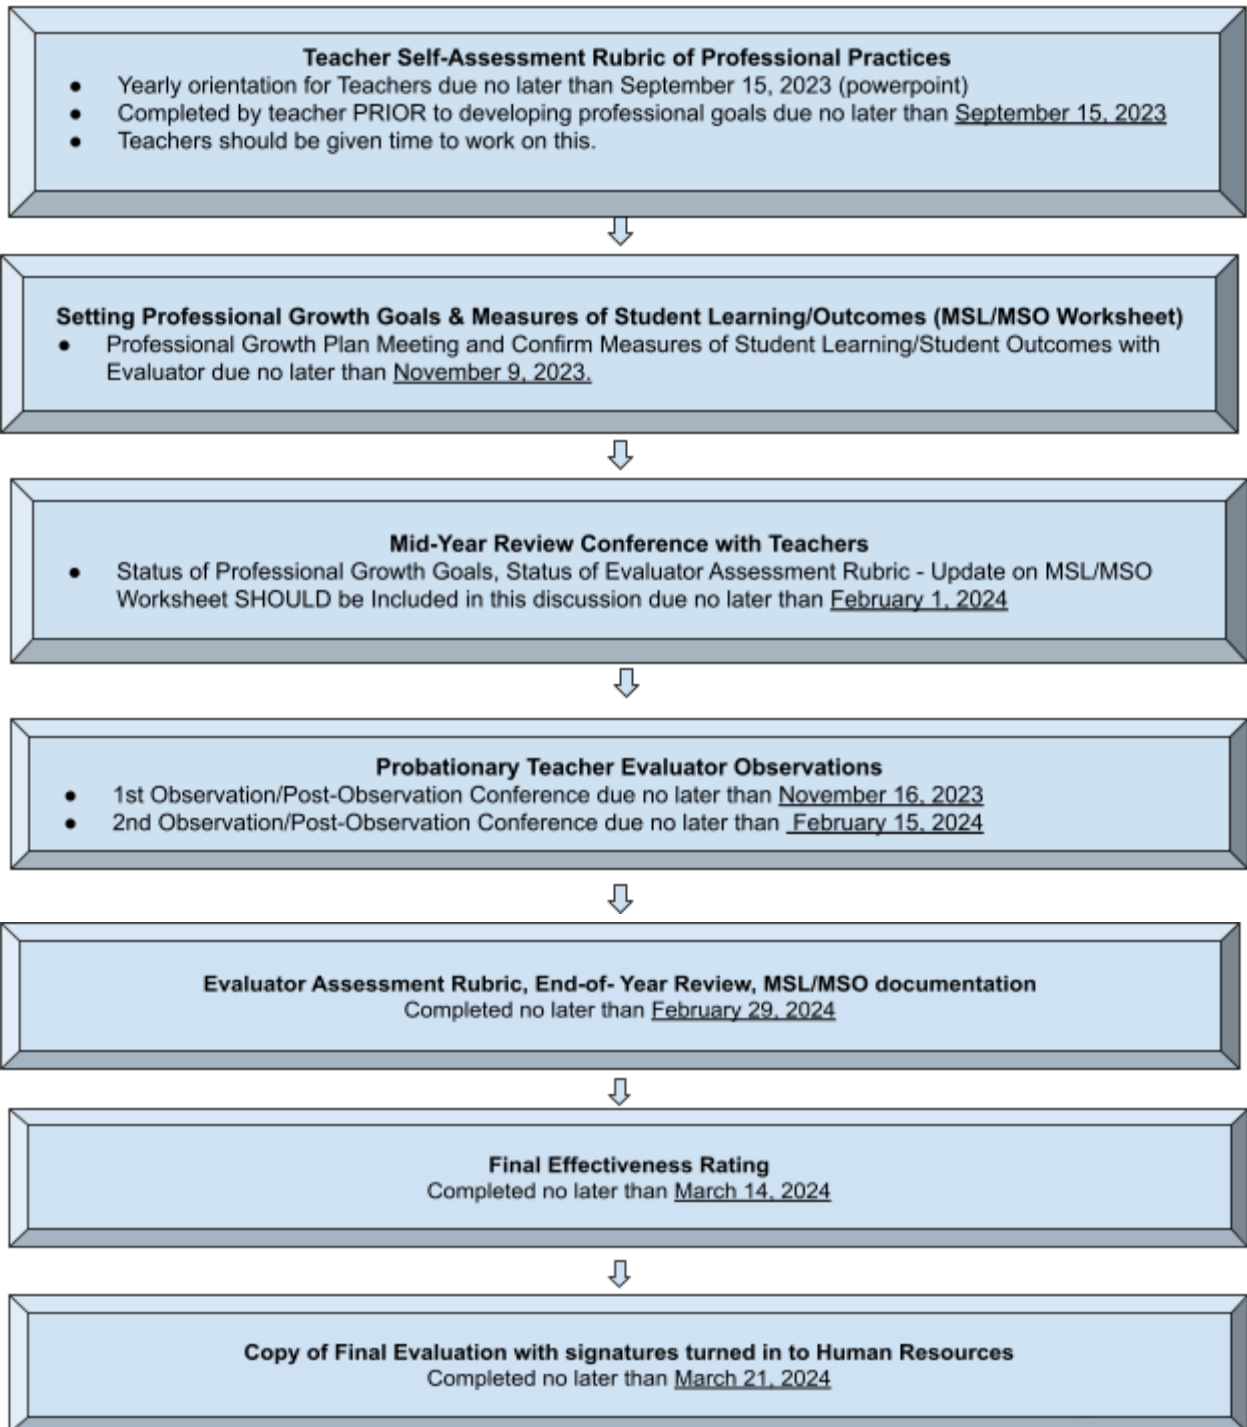 Teacher Self-Assessment Rubric of Professional Practices
● Yearly orientation for Teachers due no later than September 15, 2023 (powerpoint)
● Completed by teacher PRIOR to developing professional goals due no later than September 15, 2023
● Teachers should be given time to work on this.
Setting Professional Growth Goals & Measures of Student Learning/Outcomes (MSL/MSO Worksheet)
● Professional Growth Plan Meeting and Confirm Measures of Student Learning/Student Outcomes with
Evaluator due no later than November 9, 2023.
Mid-Year Review Conference with Teachers
● Status of Professional Growth Goals, Status of Evaluator Assessment Rubric - Update on MSL/MSO
Worksheet SHOULD be Included in this discussion due no later than February 1, 2024
Probationary Teacher Evaluator Observations
● 1st Observation/Post-Observation Conference due no later than November 16, 2023
● 2nd Observation/Post-Observation Conference due no later than February 15, 2024
Evaluator Assessment Rubric, End-of- Year Review, MSL/MSO documentation
Completed no later than February 29, 2024
Final Effectiveness Rating
Completed no later than March 14, 2024
Copy of Final Evaluation with signatures turned in to Human Resources
Completed no later than March 21, 2024